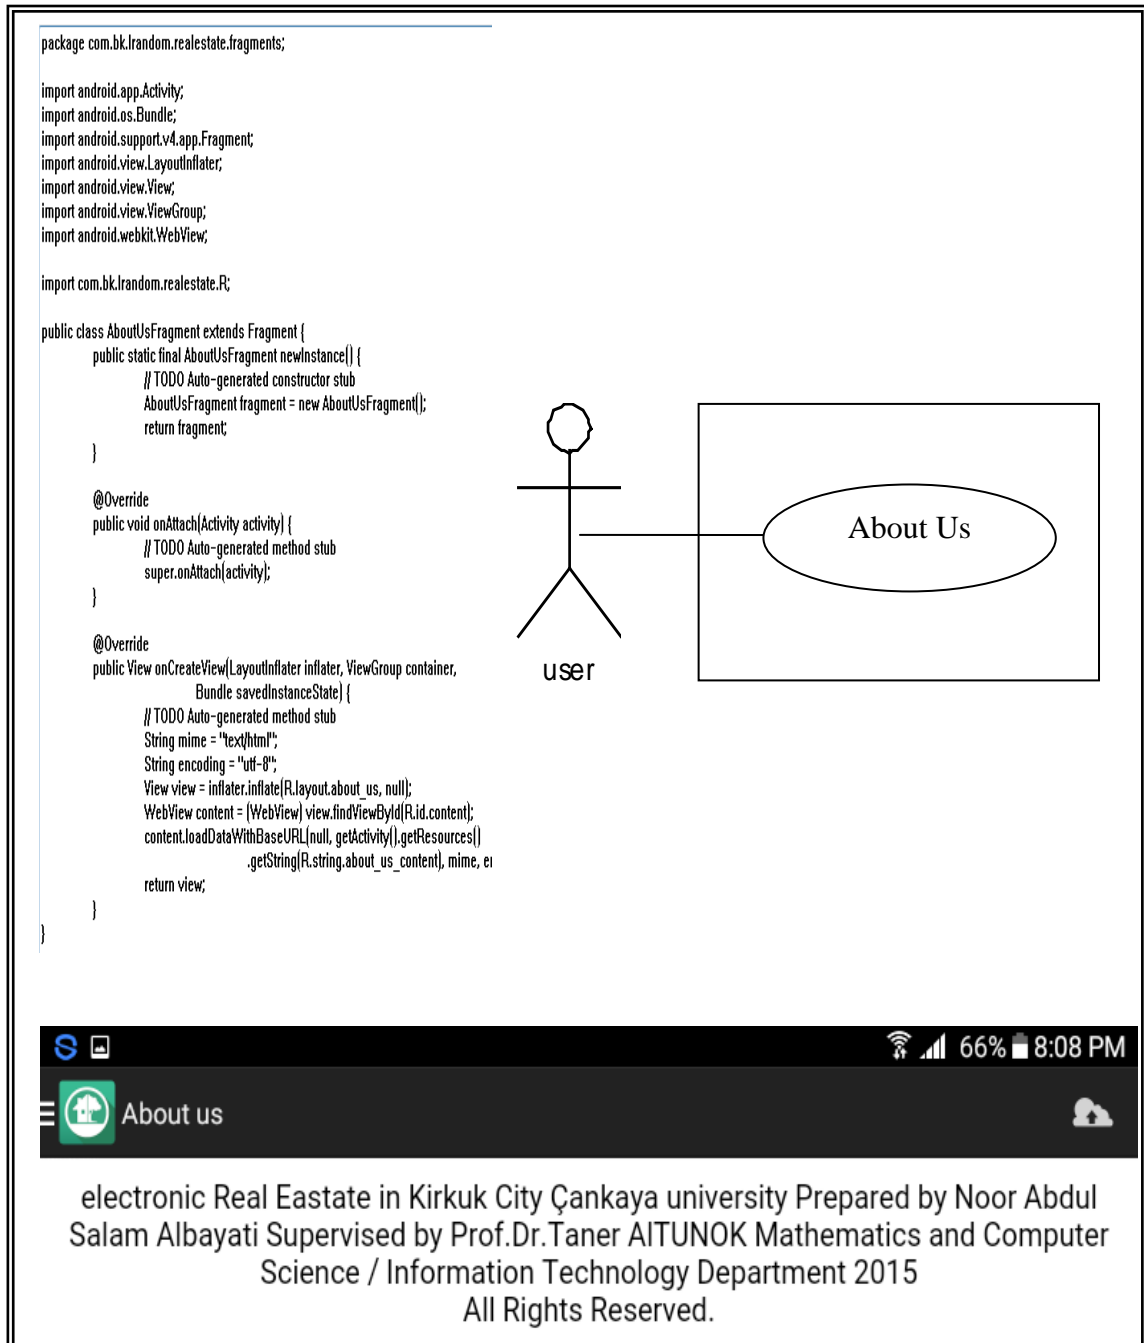 package com.bk.lrandom.realestate.fragments;
import android.app.Activity;
import android.os.Bundle;
import android.support.v4.app.Fragment;
import android.view.LayoutInflater;
import android.view.View;
import android.view.ViewGroup;
import android.webkit.WebView;
import com.bk.lrandom.realestate.R;
public class AboutUsFragment extends Fragment {
public static final AboutUsFragment newInstance() {
// TODO Auto-generated constructor stub
AboutUsFragment fragment = new AboutUsFragment();
return fragment;
}
@Override
public void onAttach(Activity activity) {
// TODO Auto-generated method stub
super.onAttach(activity);
}
@Override
public View onCreateView(LayoutInflater inflater, ViewGroup container,
Bundle savedInstanceState) {
// TODO Auto-generated method stub
String mime = "text/html";
String encoding = "utf-8";
View view = inflater.inflate(R.layout.about_us, null);
WebView content = (WebView) view.findViewById(R.id.content);
content.loadDataWithBaseURL(null, getActivity().getResources()
.getString(R.string.about_us_content), mime,
return view;
}
}
About Us
user
66% 8:08 PM
About us
electronic Real Eastate in Kirkuk City Çankaya university Prepared by Noor Abdul
Salam Albayati Supervised by Prof.Dr.Taner AITUNOK Mathematics and Computer
Science / Information Technology Department 2015
All Rights Reserved.